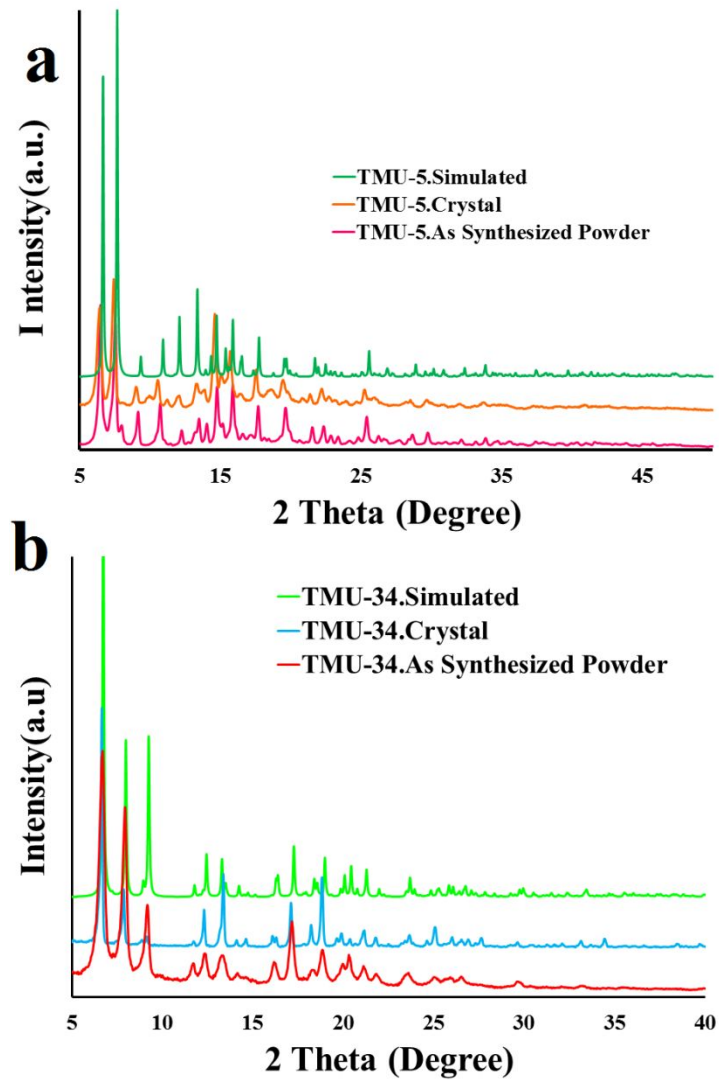 a
I ntensity(a.u.)
TMU-5.Simulated
TMU-5.Crystal
TMU-5.As Synthesized Powder
5 15 25 35 45
2 Theta (Degree)
b
Intensity(a.u)
TMU-34.Simulated
TMU-34.Crystal
TMU-34.As Synthesized Powder
5 10 15 20 25 30 35 40
2 Theta (Degree)